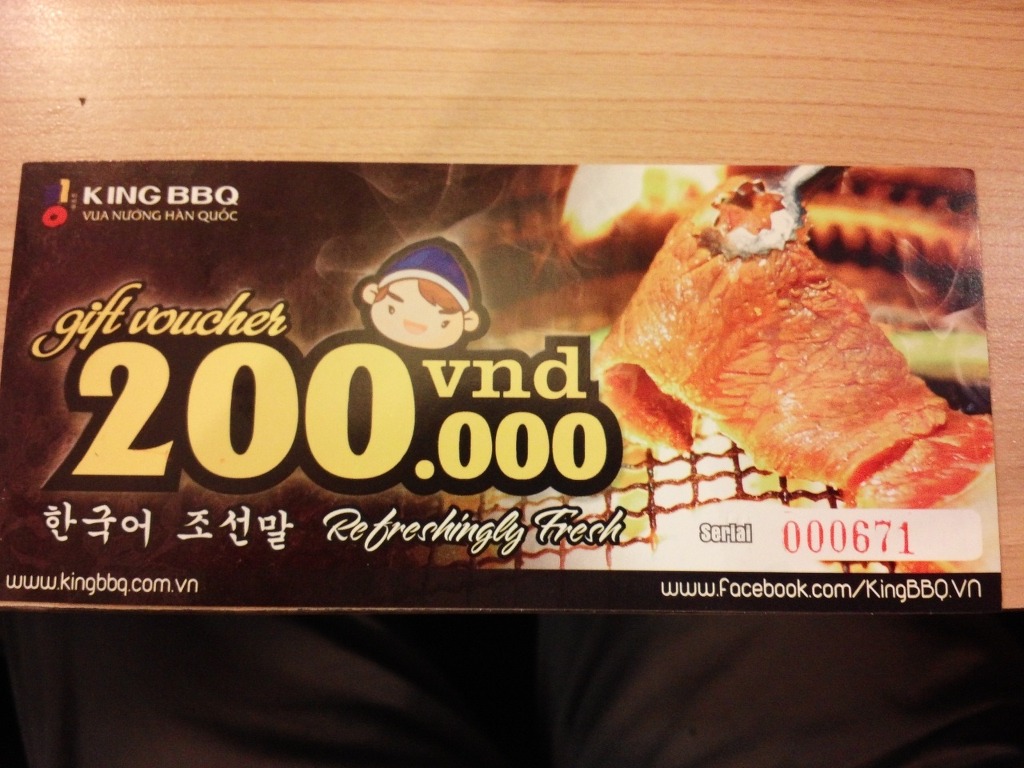 KING BBQ
VUA NƯỚNG HÀN QUỐC
gift voucher
200.000 vnd
한국어 조선말 Refreshingly Fresh
Serial 000671
www.kingbbq.com.vn www.facebook.com/KingBBQ.VN